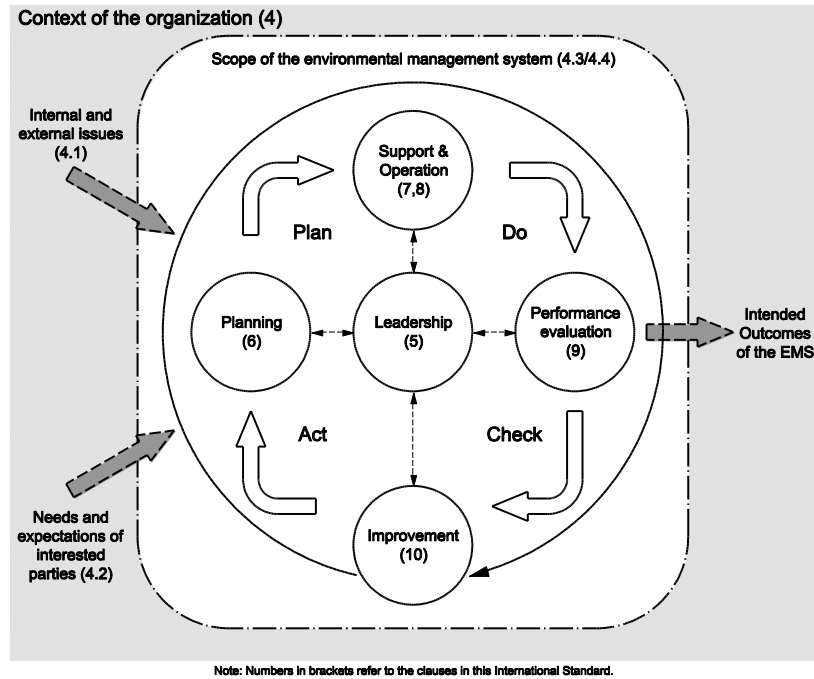 Context of the organization (4)
Scope of the environmental management system (4.3/4.4)
Internal and
external issues
(4.1)
Support &
Operation
(7,8)
Plan
Do
Planning
(6)
Leadership
(5)
Performance
evaluation
(9)
Intended
Outcomes
of the EMS
Act
Check
Needs and
expectations of
interested
parties (4.2)
Improvement
(10)
Note: Numbers in brackets refer to the clauses in this International Standard.